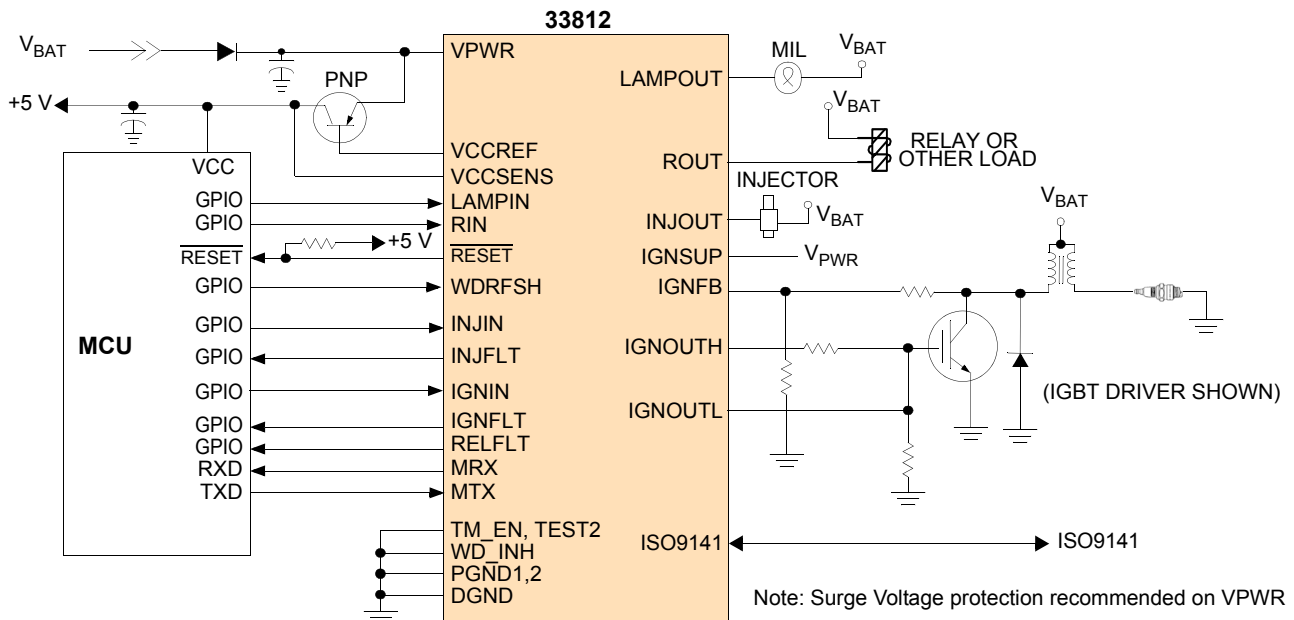 33812
VBAT
VPWR
PNP
+5 V
VCCREF
VCCSENS
VCC
GPIO
LAMPIN
GPIO
RIN
+5 V
RESET
RESET
GPIO
WDRFSH
GPIO
INJIN
MCU
GPIO
INJFLT
GPIO
IGNIN
GPIO
IGNFLT
GPIO
RELFLT
RXD
MRX
TXD
MTX
TM_EN, TEST2
WD_INH
PGND1,2
DGND
LAMPOUT
MIL
VBAT
VBAT
ROUT
RELAY OR
OTHER LOAD
INJECTOR
INJOUT
VBAT
VBAT
IGNSUP
VPWR
IGNFB
IGNOUTH
IGNOUTL
(IGBT DRIVER SHOWN)
ISO9141
ISO9141
Note: Surge Voltage protection recommended on VPWR